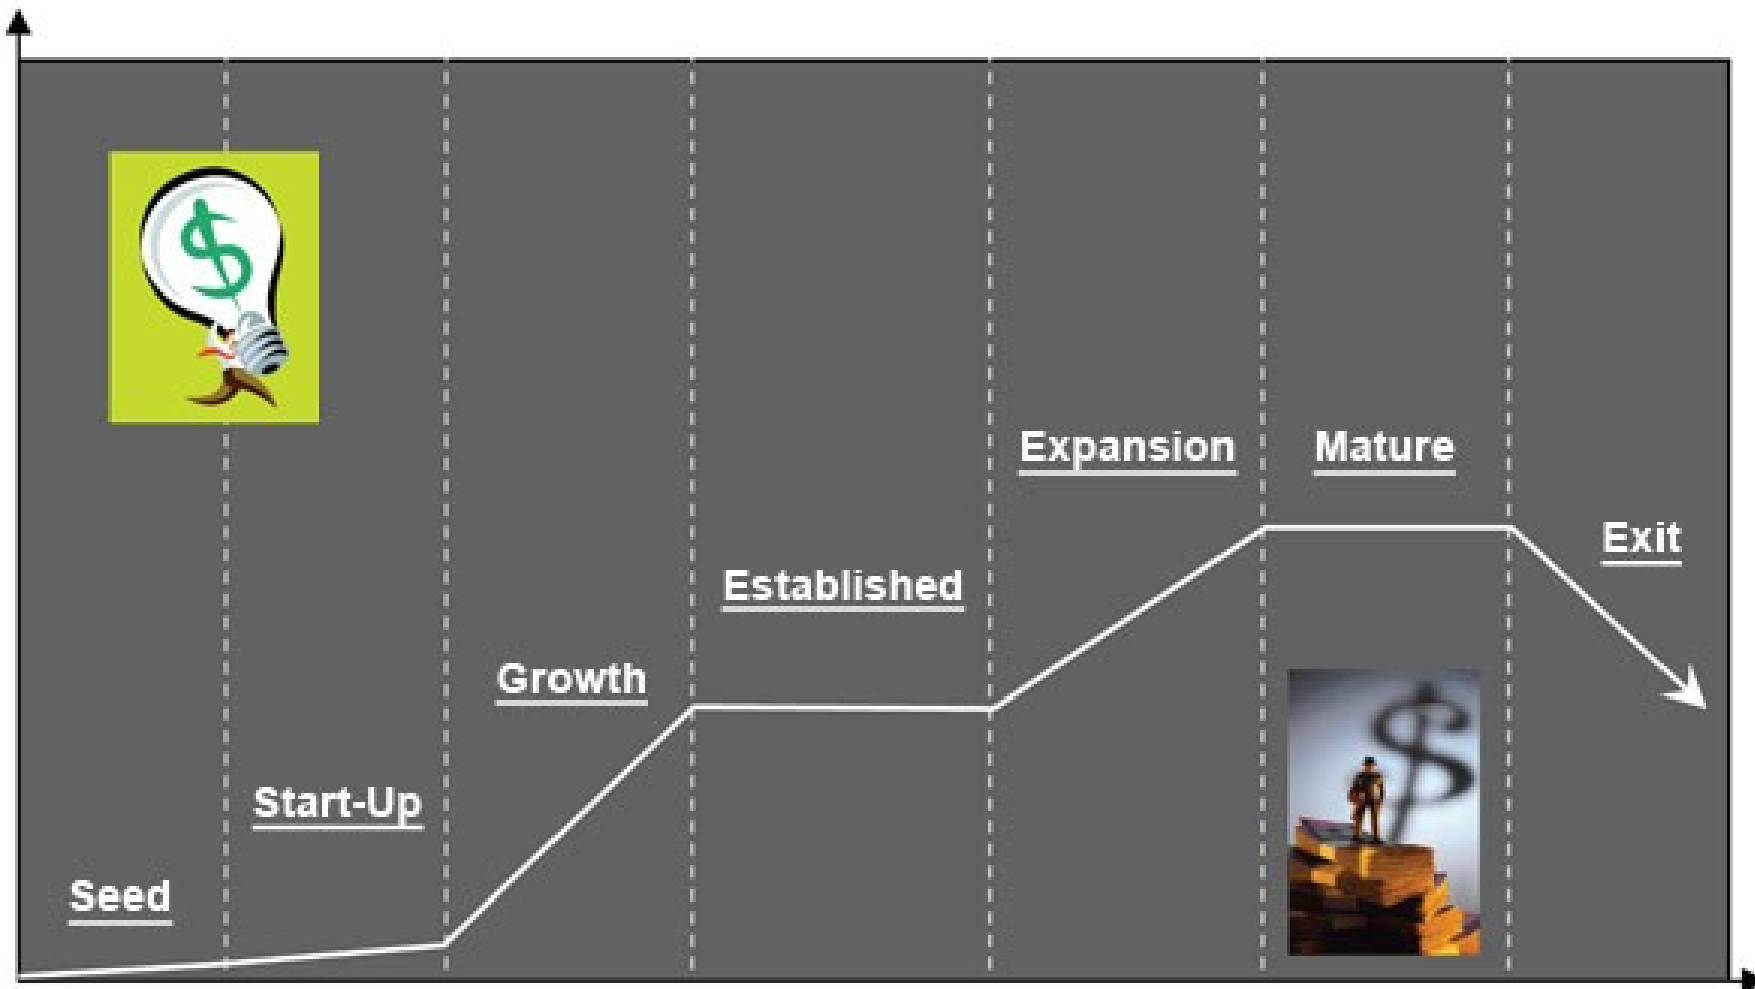 Seed
Start-Up
Growth
Established
Expansion
Mature
Exit
$
$